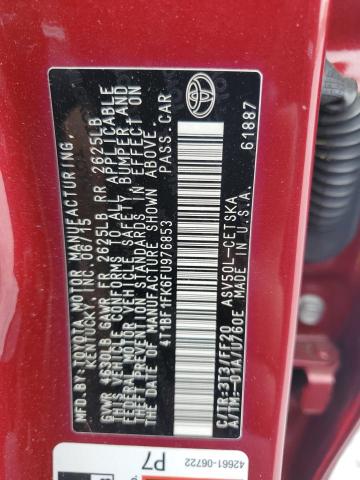 MFD.BY: TOYOTA MOTOR MANUFACTURING,
KENTUCKY, INC. 06/15
GVWR 4630LB GAWR FR 2625LB RR 2625LB
THIS VEHICLE CONFORMS TO ALL APPLICABLE
FEDERAL MOTOR VEHICLE SAFETY, BUMPER AND
THEFT PREVENTION STANDARDS IN EFFECT ON
THE DATE OF MANUFACTURE SHOWN ABOVE.
4T1BF1FK6FU976853 PASS.CAR
C/TR: 3T3/FE20 ASV50L-CETSKA
A/TM: -01A/U760E MADE IN U.S.A.
61887
42661-06722
P7